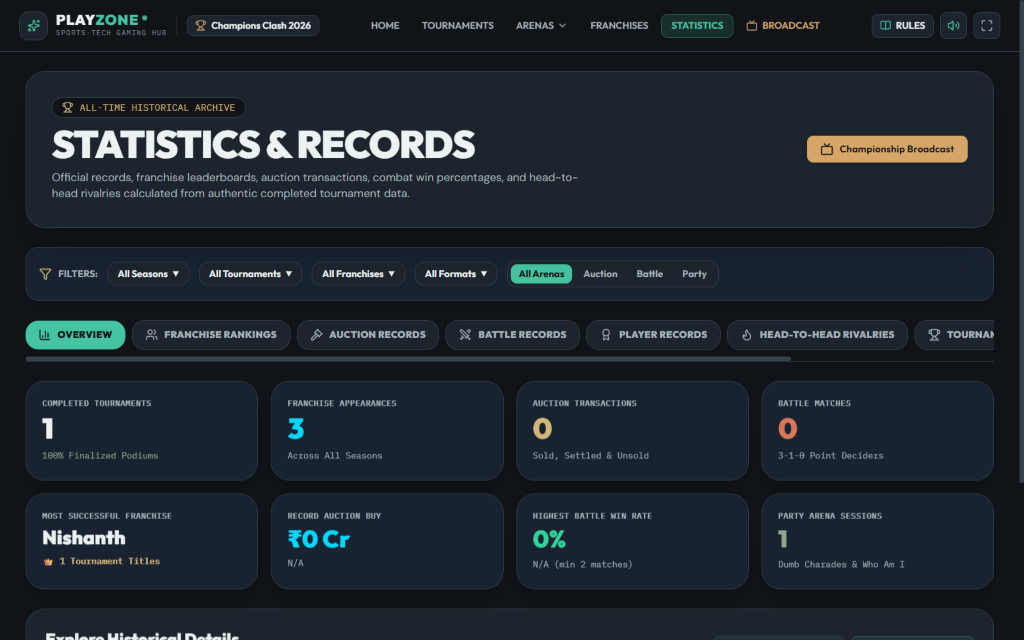 PLAYZONE
SPORTS-TECH GAMING HUB
Champions Clash 2026
HOME
TOURNAMENTS
ARENAS
FRANCHISES
STATISTICS
BROADCAST
RULES
ALL-TIME HISTORICAL ARCHIVE
STATISTICS & RECORDS
Official records, franchise leaderboards, auction transactions, combat win percentages, and head-to-
head rivalries calculated from authentic completed tournament data.
Championship Broadcast
FILTERS:
All Seasons ▼
All Tournaments ▼
All Franchises ▼
All Formats ▼
All Arenas
Auction
Battle
Party
OVERVIEW
FRANCHISE RANKINGS
AUCTION RECORDS
BATTLE RECORDS
PLAYER RECORDS
HEAD-TO-HEAD RIVALRIES
TOURNAM
COMPLETED TOURNAMENTS
1
100% Finalized Podiums
FRANCHISE APPEARANCES
3
Across All Seasons
AUCTION TRANSACTIONS
0
Sold, Settled & Unsold
BATTLE MATCHES
0
3-1-0 Point Deciders
MOST SUCCESSFUL FRANCHISE
Nishanth
1 Tournament Titles
RECORD AUCTION BUY
₹0 Cr
N/A
HIGHEST BATTLE WIN RATE
0%
N/A (min 2 matches)
PARTY ARENA SESSIONS
1
Dumb Charades & Who Am I
Explore Historical Details